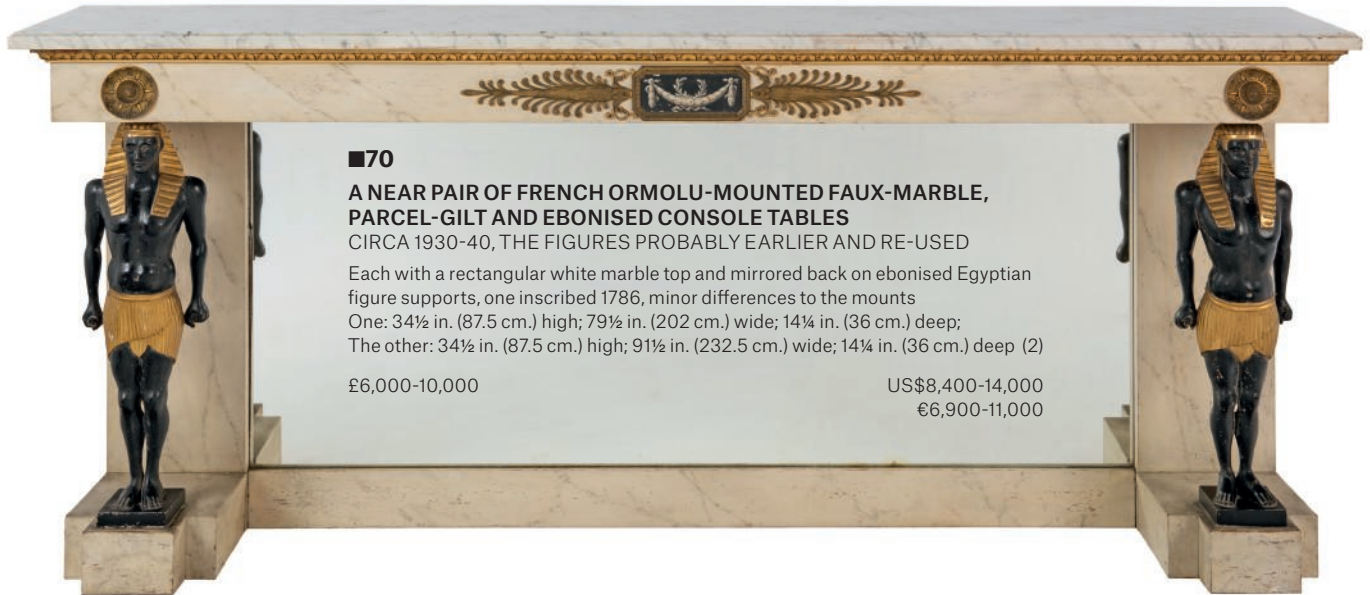 ■70
A NEAR PAIR OF FRENCH ORMOLU-MOUNTED FAUX-MARBLE,
PARCEL-GILT AND EBONISED CONSOLE TABLES
CIRCA 1930-40, THE FIGURES PROBABLY EARLIER AND RE-USED
Each with a rectangular white marble top and mirrored back on ebonised Egyptian
figure supports, one inscribed 1786, minor differences to the mounts
One: 34½ in. (87.5 cm.) high; 79½ in. (202 cm.) wide; 14¼ in. (36 cm.) deep;
The other: 34½ in. (87.5 cm.) high; 91½ in. (232.5 cm.) wide; 14¼ in. (36 cm.) deep (2)
£6,000-10,000 US$8,400-14,000
€6,900-11,000